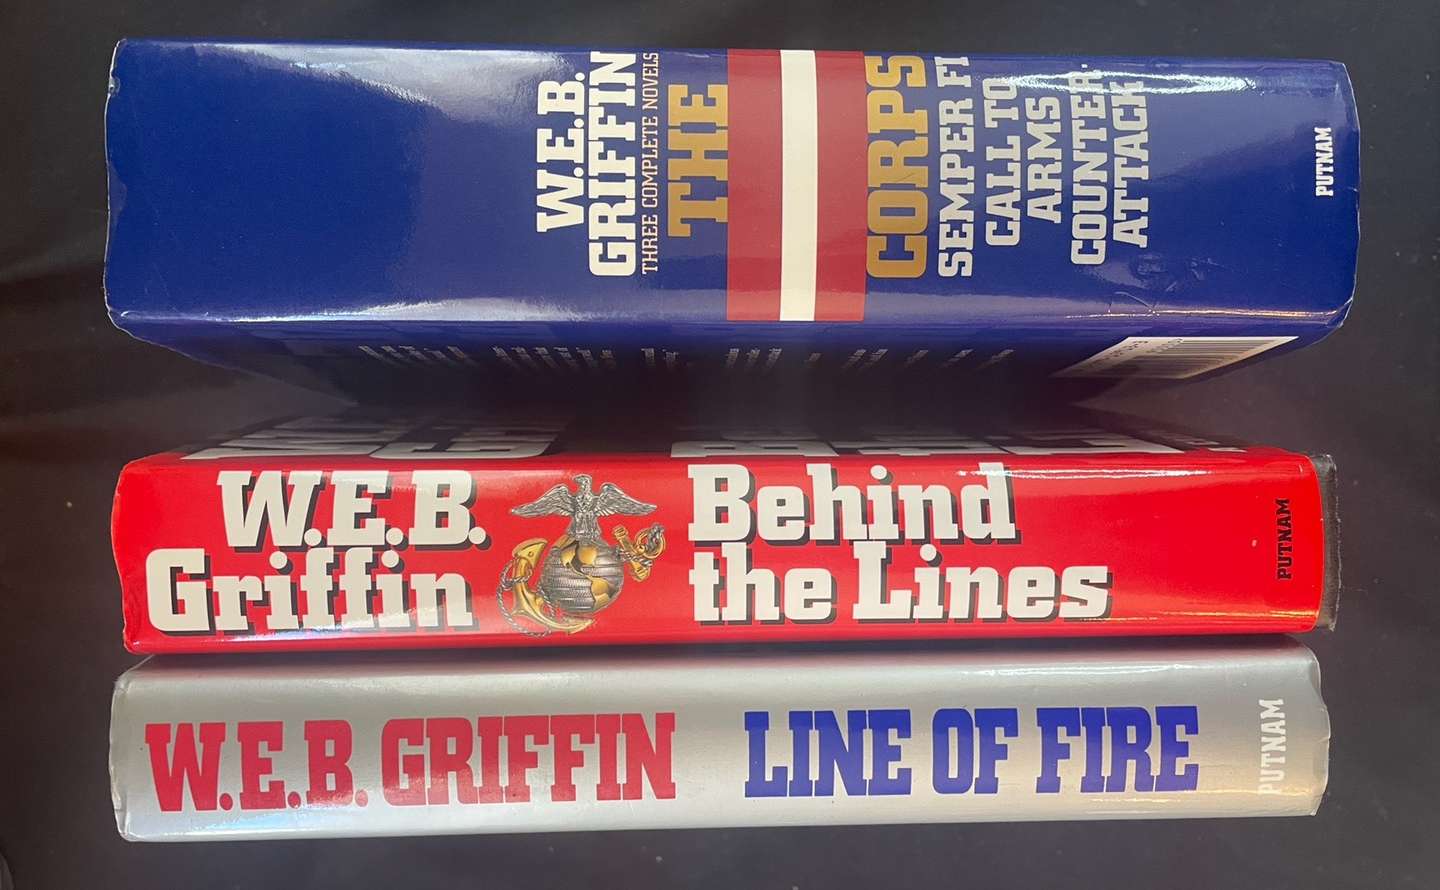 W.E.B.
GRIFFIN
THREE COMPLETE NOVELS
THE
CORPS
SEMPER FI
CALL TO
ARMS
COUNTER-
ATTACK
PUTNAM
W.E.B.
Griffin
Behind
the Lines
PUTNAM
W.E.B. GRIFFIN
LINE OF FIRE
PUTNAM